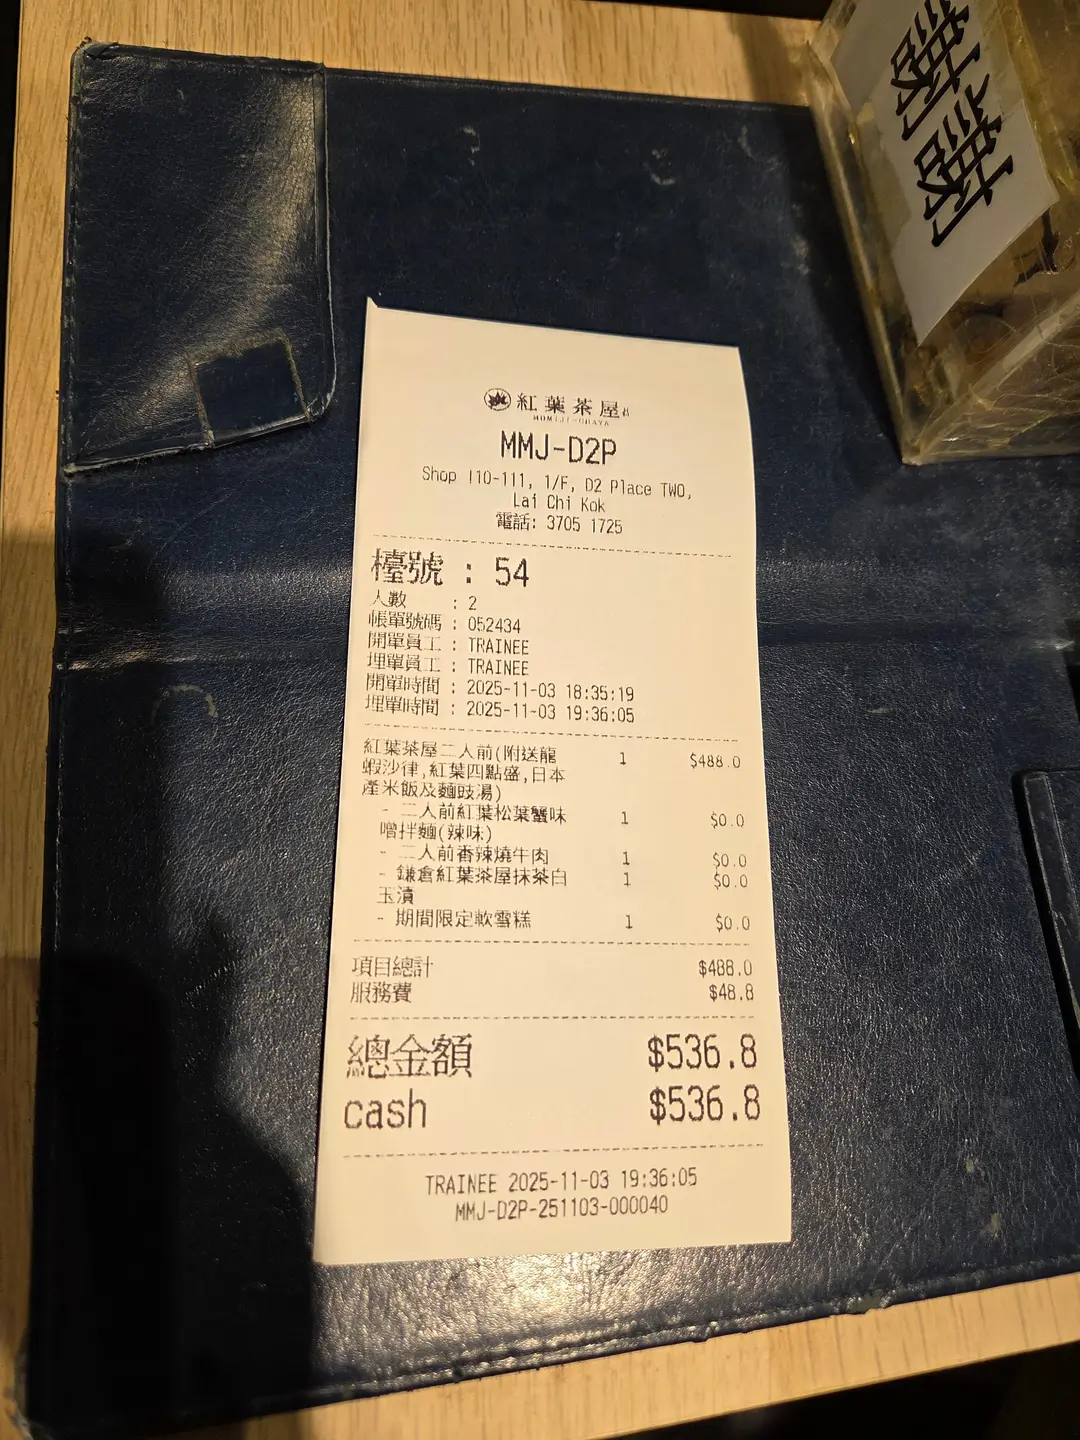 謝謝
紅葉茶屋
MOMIJI CHAYA
MMJ-D2P
Shop 110-111, 1/F, D2 Place TWO,
Lai Chi Kok
電話: 3705 1725
檯號 : 54
人數 : 2
帳單號碼 : 052434
開單員工 : TRAINEE
埋單員工 : TRAINEE
開單時間 : 2025-11-03 18:35:19
埋單時間 : 2025-11-03 19:36:05
紅葉茶屋二人前(附送龍 1 $488.0
蝦沙律,紅葉四點盛,日本
產米飯及麵豉湯)
- 二人前紅葉松葉蟹味 1 $0.0
噌拌麵(辣味)
- 二人前香辣燒牛肉 1 $0.0
- 鎌倉紅葉茶屋抹茶白 1 $0.0
玉漬
- 期間限定軟雪糕 1 $0.0
項目總計 $488.0
服務費 $48.8
總金額 $536.8
cash $536.8
TRAINEE 2025-11-03 19:36:05
MMJ-D2P-251103-000040